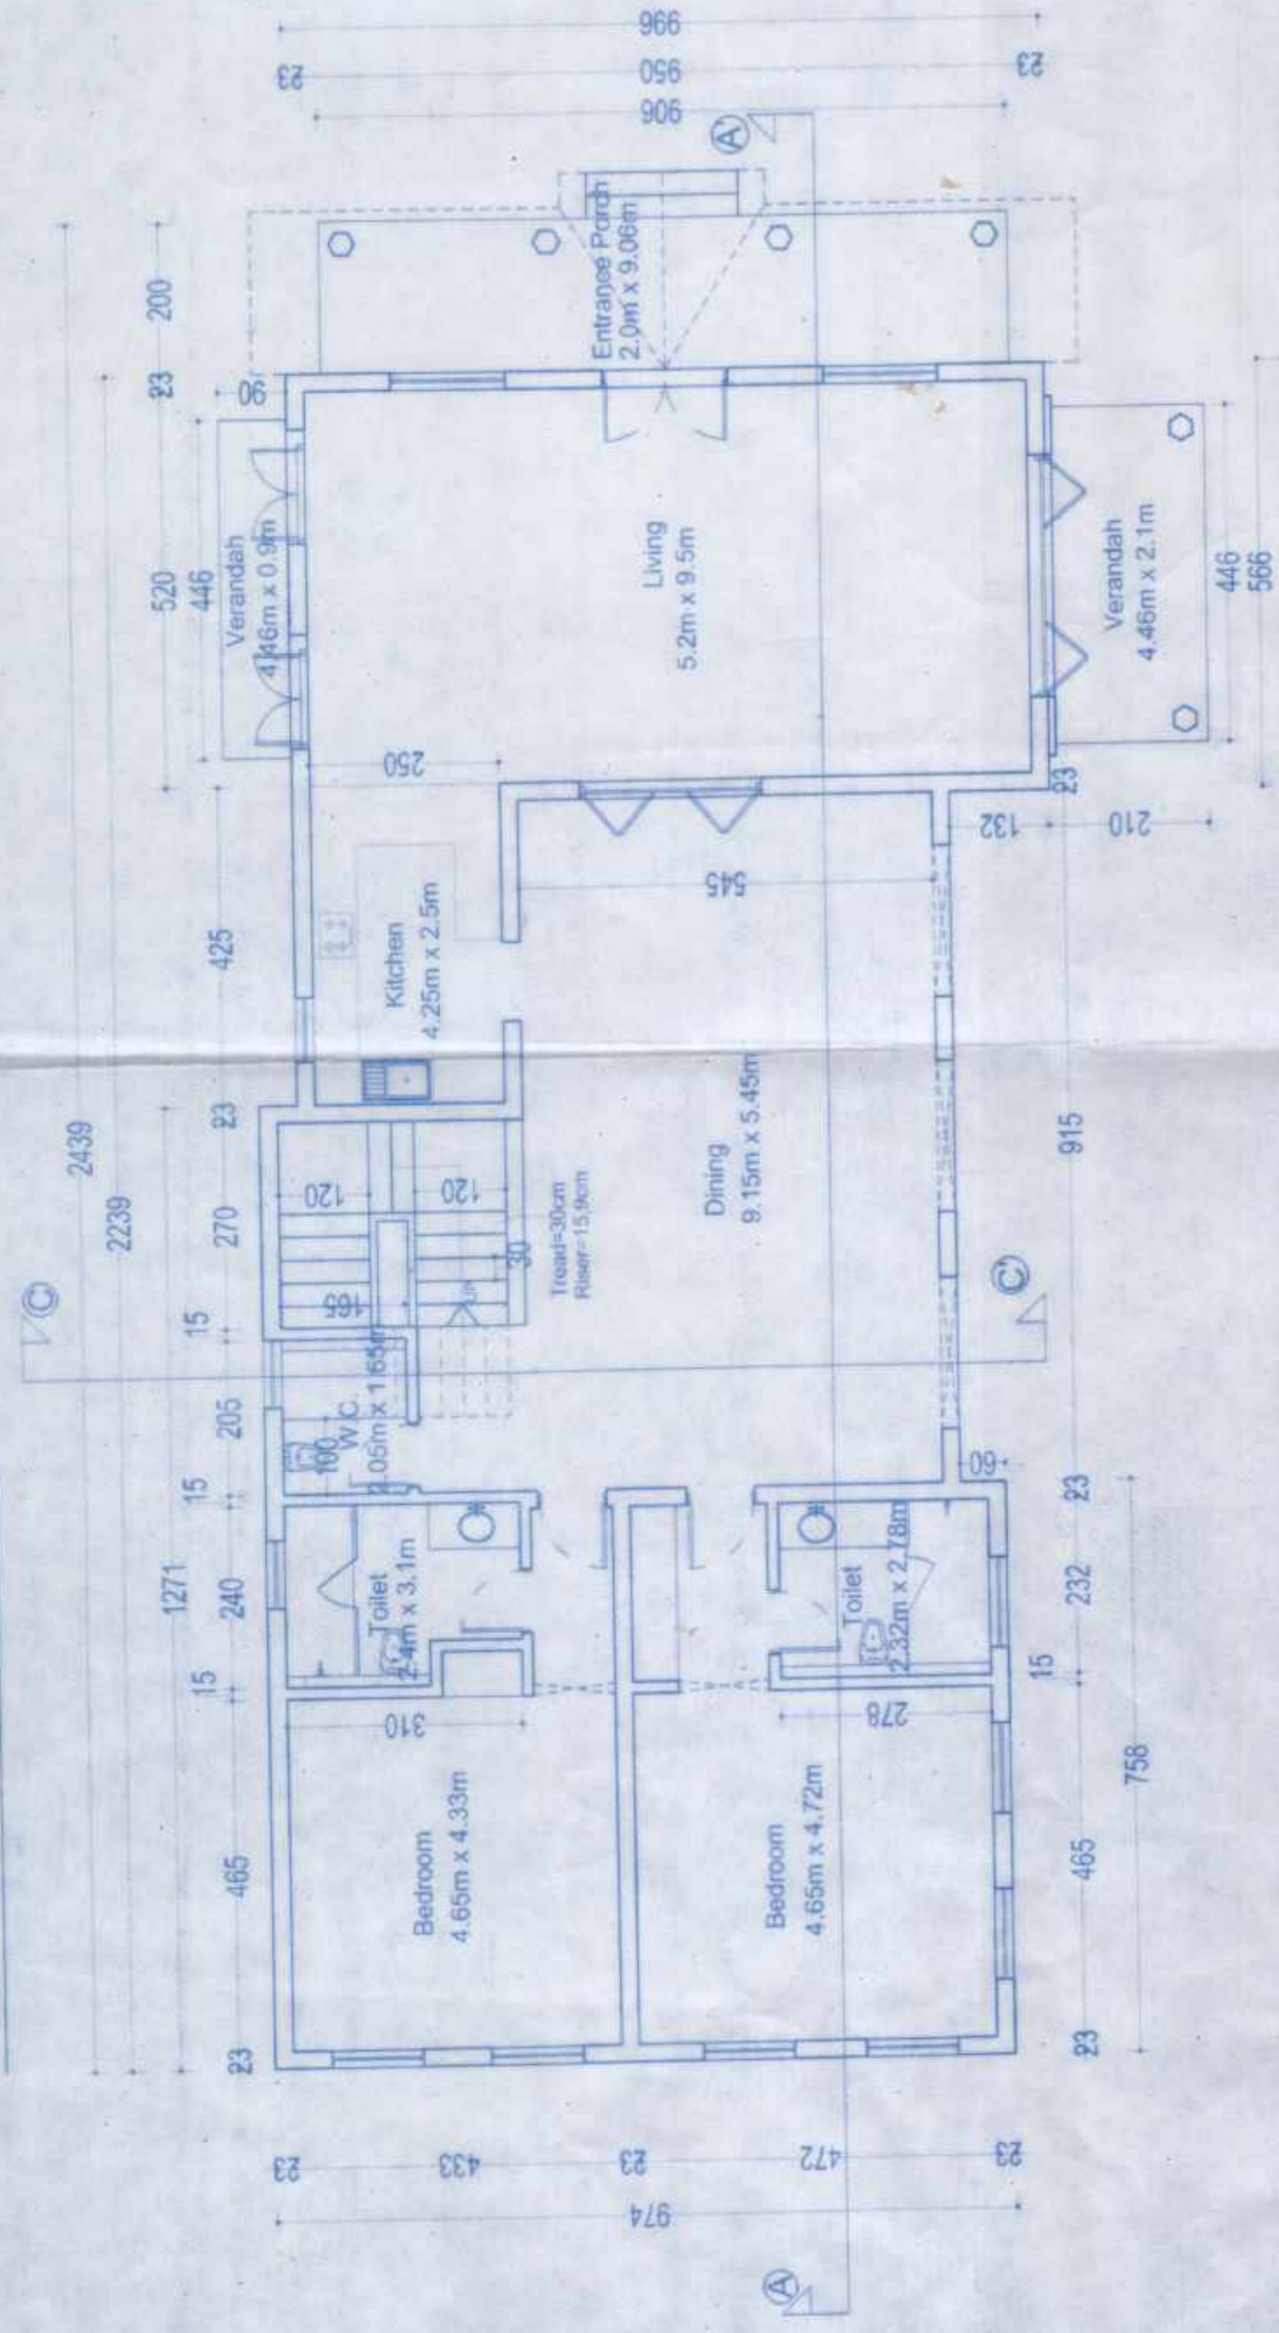 996
23
950
23
906
A'
Entrance Porch
2.0m x 9.06m
200
23
90
Verandah
4.46m x 0.9m
520
446
Living
5.2m x 9.5m
Verandah
4.46m x 2.1m
446
566
250
23
132
210
545
425
Kitchen
4.25m x 2.5m
2439
2239
23
270
120
120
30
165
UP
Tread=30cm
Riser=15.9cm
Dining
9.15m x 5.45m
915
C
C'
15
205
W.C.
2.05m x 1.65m
100
15
60
23
1271
240
Toilet
2.4m x 3.1m
Toilet
2.32m x 2.78m
232
15
15
310
278
758
465
Bedroom
4.65m x 4.33m
Bedroom
4.65m x 4.72m
465
23
23
23
433
23
472
23
974
A